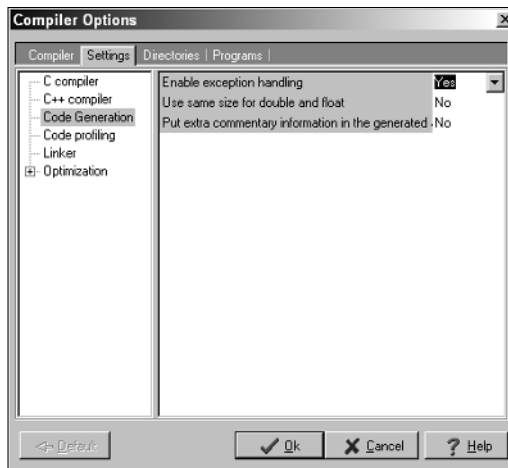 Compiler Options
Compiler Settings Directories Programs
C compiler
C++ compiler
Code Generation
Code profiling
Linker
Optimization
Enable exception handling Yes
Use same size for double and float No
Put extra commentary information in the generated No
Default Ok Cancel Help